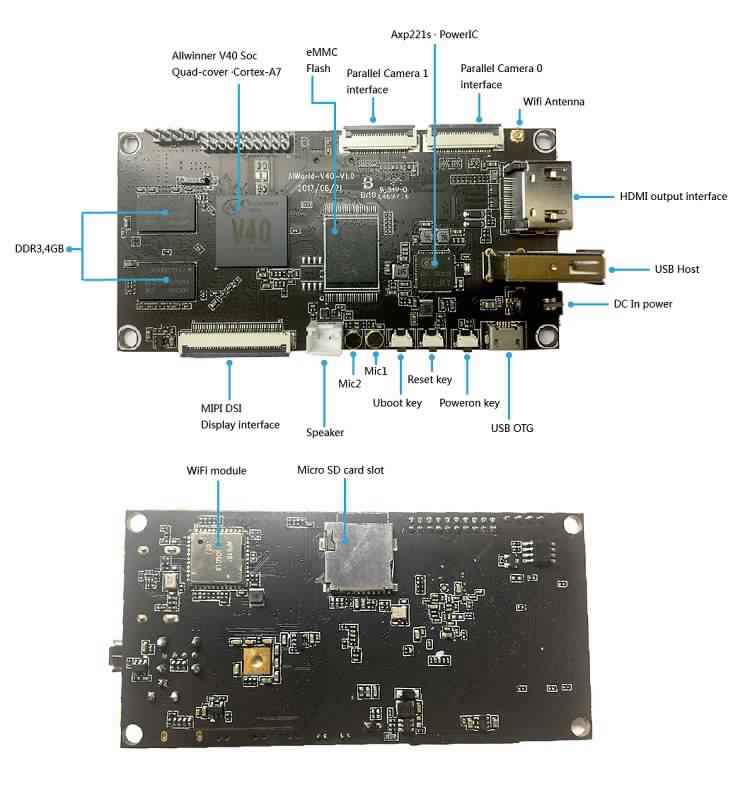 Axp221s · PowerIC
Allwinner V40 Soc
Quad-cover ·Cortex-A7
eMMC
Flash
Parallel Camera 1
interface
Parallel Camera 0
interface
Wifi Antenna
AIWorld-V40-V1.0
2017/06/21
V40
HDMI output interface
DDR3,4GB
USB Host
DC In power
MIPI DSI
Display interface
Speaker
Mic2
Mic1
Uboot key
Reset key
Poweron key
USB OTG
WiFi module
Micro SD card slot